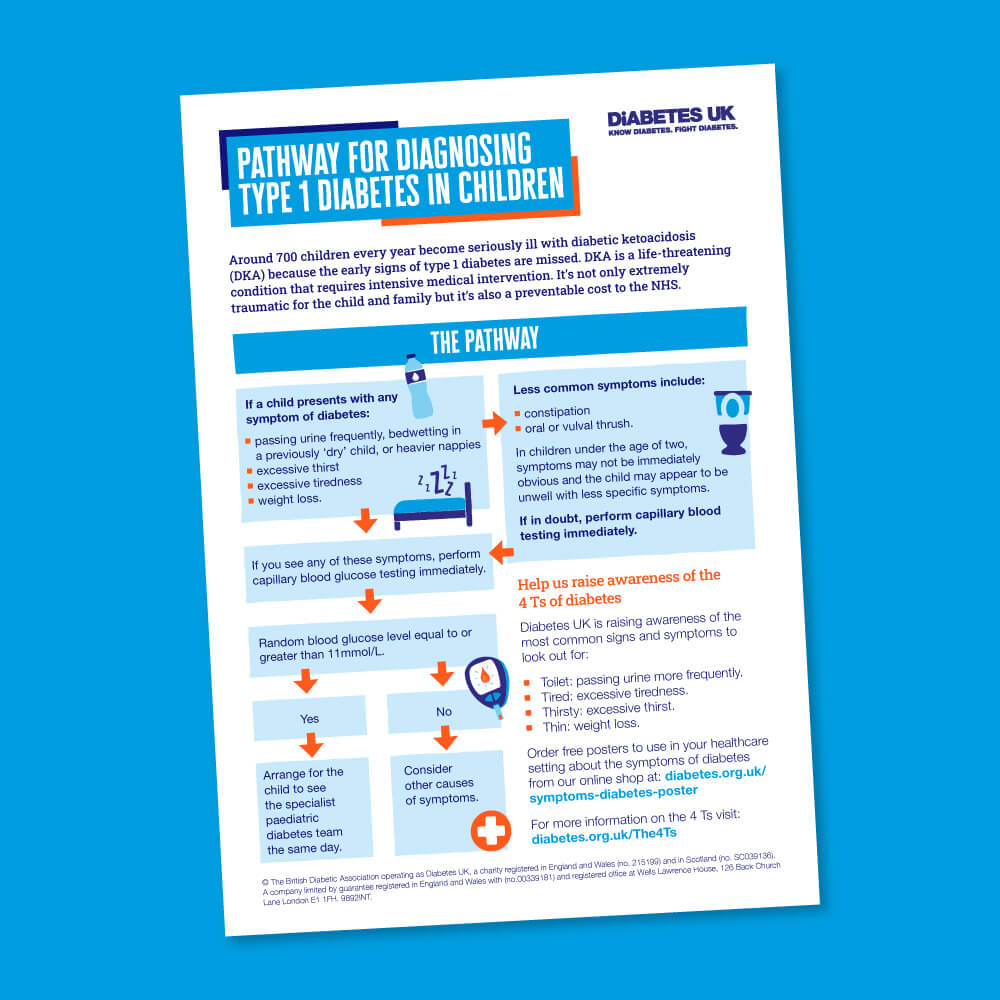 DiABETES UK
KNOW DIABETES. FIGHT DIABETES.
PATHWAY FOR DIAGNOSING
TYPE 1 DIABETES IN CHILDREN
Around 700 children every year become seriously ill with diabetic ketoacidosis
(DKA) because the early signs of type 1 diabetes are missed. DKA is a life-threatening
condition that requires intensive medical intervention. It's not only extremely
traumatic for the child and family but it's also a preventable cost to the NHS.
THE PATHWAY
If a child presents with any
symptom of diabetes:
passing urine frequently, bedwetting in
a previously 'dry' child, or heavier nappies
excessive thirst
excessive tiredness
weight loss.
z z Z Z z z
Less common symptoms include:
constipation
oral or vulval thrush.
In children under the age of two,
symptoms may not be immediately
obvious and the child may appear to be
unwell with less specific symptoms.
If in doubt, perform capillary blood
testing immediately.
If you see any of these symptoms, perform
capillary blood glucose testing immediately.
Random blood glucose level equal to or
greater than 11mmol/L.
Yes
No
Arrange for the
child to see
the specialist
paediatric
diabetes team
the same day.
Consider
other causes
of symptoms.
Help us raise awareness of the
4 Ts of diabetes
Diabetes UK is raising awareness of the
most common signs and symptoms to
look out for:
Toilet: passing urine more frequently.
Tired: excessive tiredness.
Thirsty: excessive thirst.
Thin: weight loss.
Order free posters to use in your healthcare
setting about the symptoms of diabetes
from our online shop at: diabetes.org.uk/
symptoms-diabetes-poster
For more information on the 4 Ts visit:
diabetes.org.uk/The4Ts
© The British Diabetic Association operating as Diabetes UK, a charity registered in England and Wales (no. 215199) and in Scotland (no. SC039136).
A company limited by guarantee registered in England and Wales with (no.00339181) and registered office at Wells Lawrence House, 126 Back Church
Lane London E1 1FH. 9892INT.